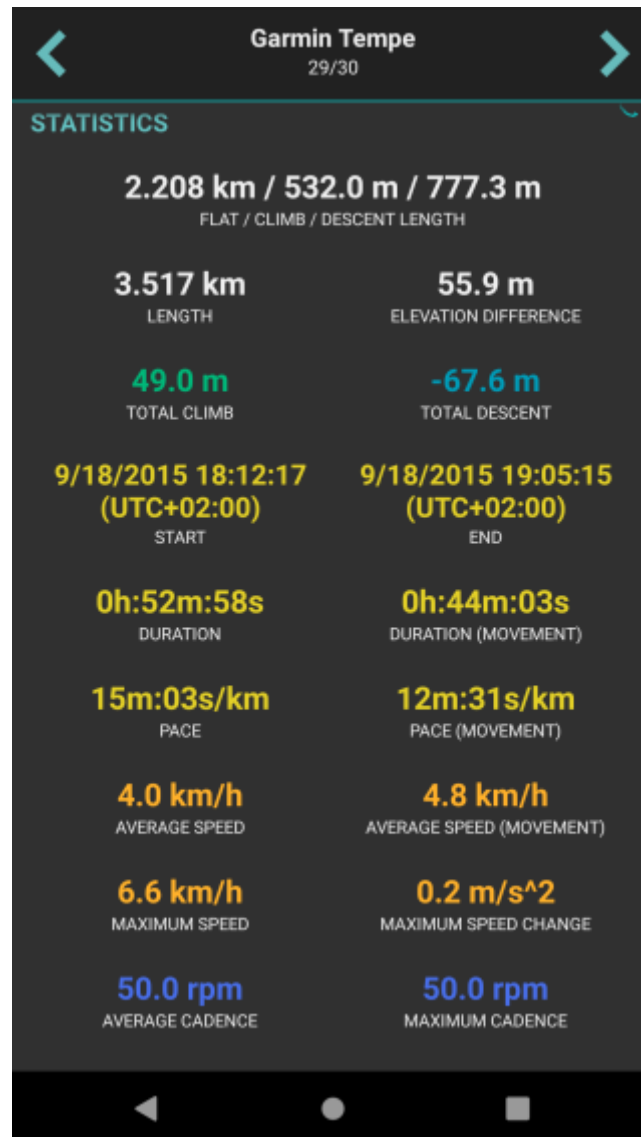 Garmin Tempe
29/30
STATISTICS
2.208 km / 532.0 m / 777.3 m
FLAT / CLIMB / DESCENT LENGTH
3.517 km
LENGTH
55.9 m
ELEVATION DIFFERENCE
49.0 m
TOTAL CLIMB
-67.6 m
TOTAL DESCENT
9/18/2015 18:12:17
(UTC+02:00)
START
9/18/2015 19:05:15
(UTC+02:00)
END
0h:52m:58s
DURATION
0h:44m:03s
DURATION (MOVEMENT)
15m:03s/km
PACE
12m:31s/km
PACE (MOVEMENT)
4.0 km/h
AVERAGE SPEED
4.8 km/h
AVERAGE SPEED (MOVEMENT)
6.6 km/h
MAXIMUM SPEED
0.2 m/s^2
MAXIMUM SPEED CHANGE
50.0 rpm
AVERAGE CADENCE
50.0 rpm
MAXIMUM CADENCE